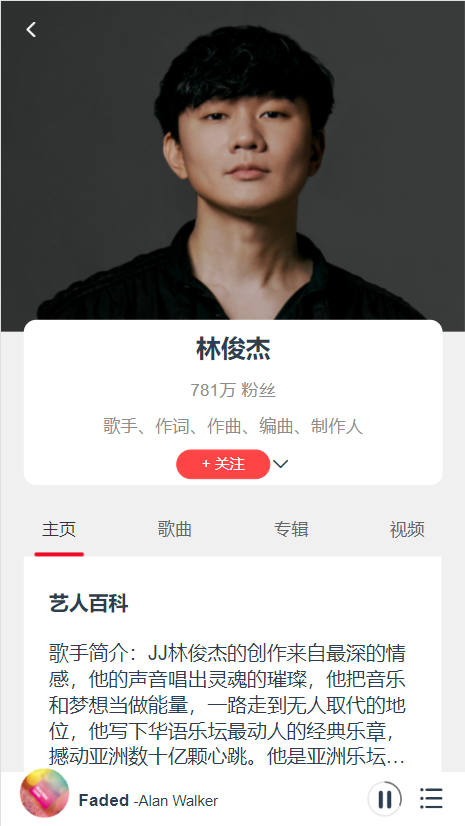 林俊杰
781万 粉丝
歌手、作词、作曲、编曲、制作人
+ 关注
主页 歌曲 专辑 视频
艺人百科
歌手简介：JJ林俊杰的创作来自最深的情
感，他的声音唱出灵魂的璀璨，他把音乐
和梦想当做能量，一路走到无人取代的地
位，他写下华语乐坛最动人的经典乐章，
撼动亚洲数十亿颗心跳。他是亚洲乐坛...
Faded -Alan Walker